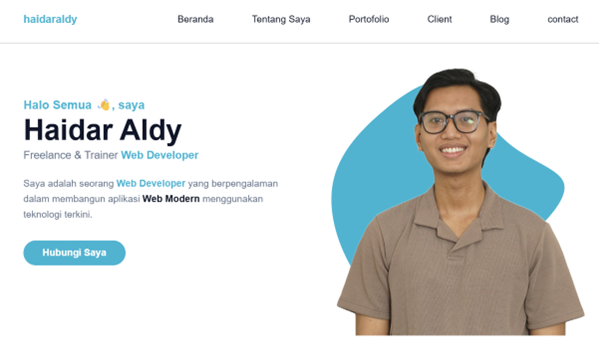 haidaraldy
Beranda Tentang Saya Portofolio Client Blog contact
Halo Semua 👋, saya
Haidar Aldy
Freelance & Trainer Web Developer
Saya adalah seorang Web Developer yang berpengalaman
dalam membangun aplikasi Web Modern menggunakan
teknologi terkini.
Hubungi Saya